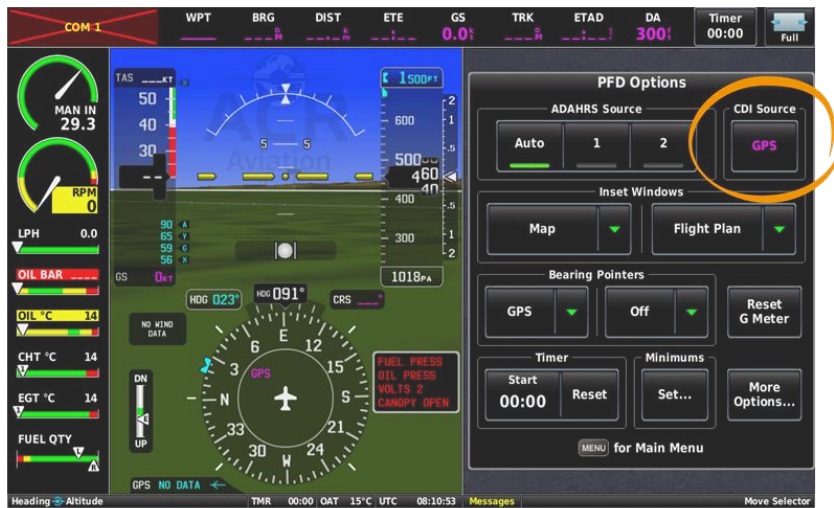 COM 1
WPT BRG DIST ETE GS TRK ETAD DA
0.0 300
Timer
00:00
Full
MAN IN
29.3
RPM
0
LPH 0.0
OIL BAR ____
OIL °C 14
CHT °C 14
EGT °C 14
FUEL QTY
L
R
TAS ___KT
50
40
30
90 A
65 Y
59 G
56 X
GS 0KT
ACR
Aviation
5 5
1500FT
600
500
460
40
400
300
1018PA
2
1
.5
.5
1
2
HDG 023°
HDG 091°
CRS ___°
NO WIND
DATA
GPS
N 3 6 E 12 15 S 21 24 W 30 33
DN
E
UP
FUEL PRESS
OIL PRESS
VOLTS 2
CANOPY OPEN
GPS NO DATA ←
PFD Options
ADAHRS Source
Auto 1 2
CDI Source
GPS
Inset Windows
Map Flight Plan
Bearing Pointers
GPS Off
Reset
G Meter
Timer
Start
00:00
Reset
Minimums
Set...
More
Options...
MENU for Main Menu
Heading Altitude
TMR 00:00 OAT 15°C UTC 08:10:53
Messages
Move Selector